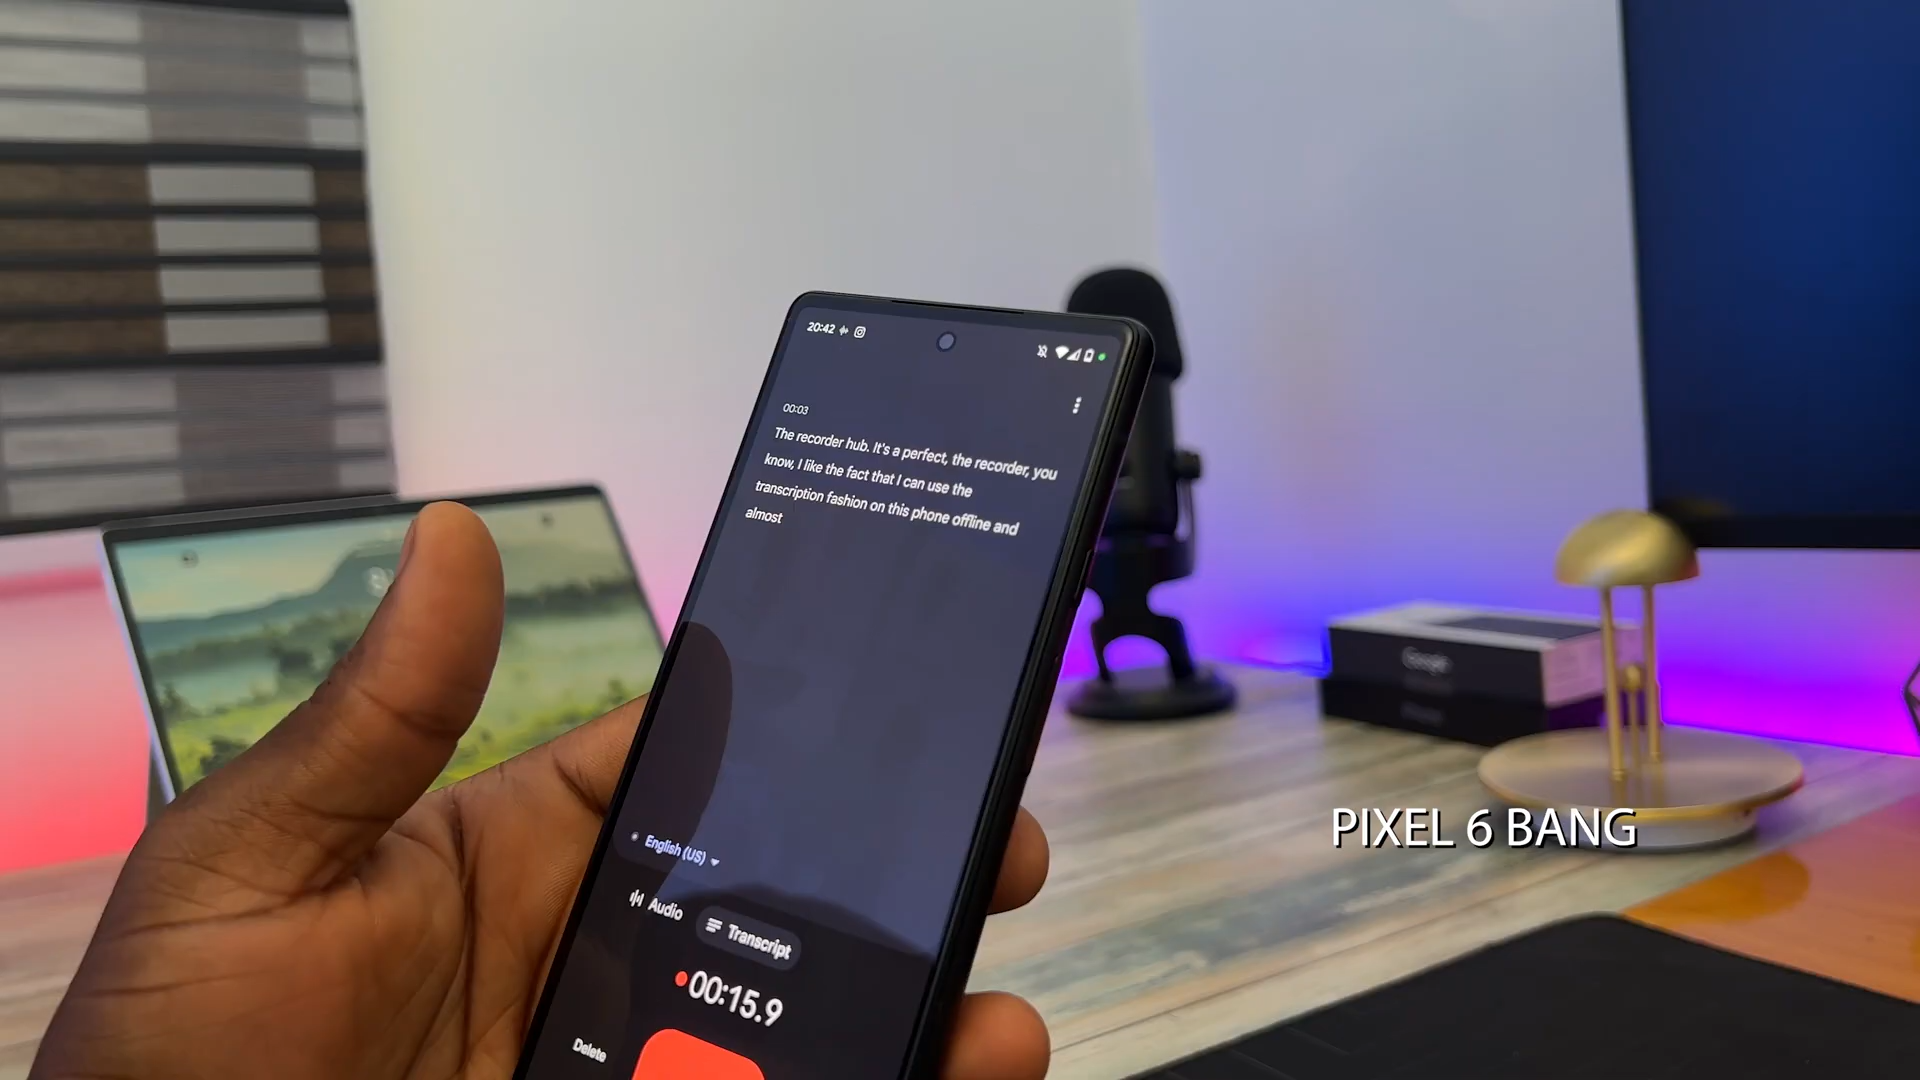 20:42
00:03
The recorder hub. It's a perfect, the recorder, you
know, I like the fact that I can use the
transcription fashion on this phone offline and
almost
English (US)
Audio
Transcript
00:15.9
Delete
Google
PIXEL 6 BANG